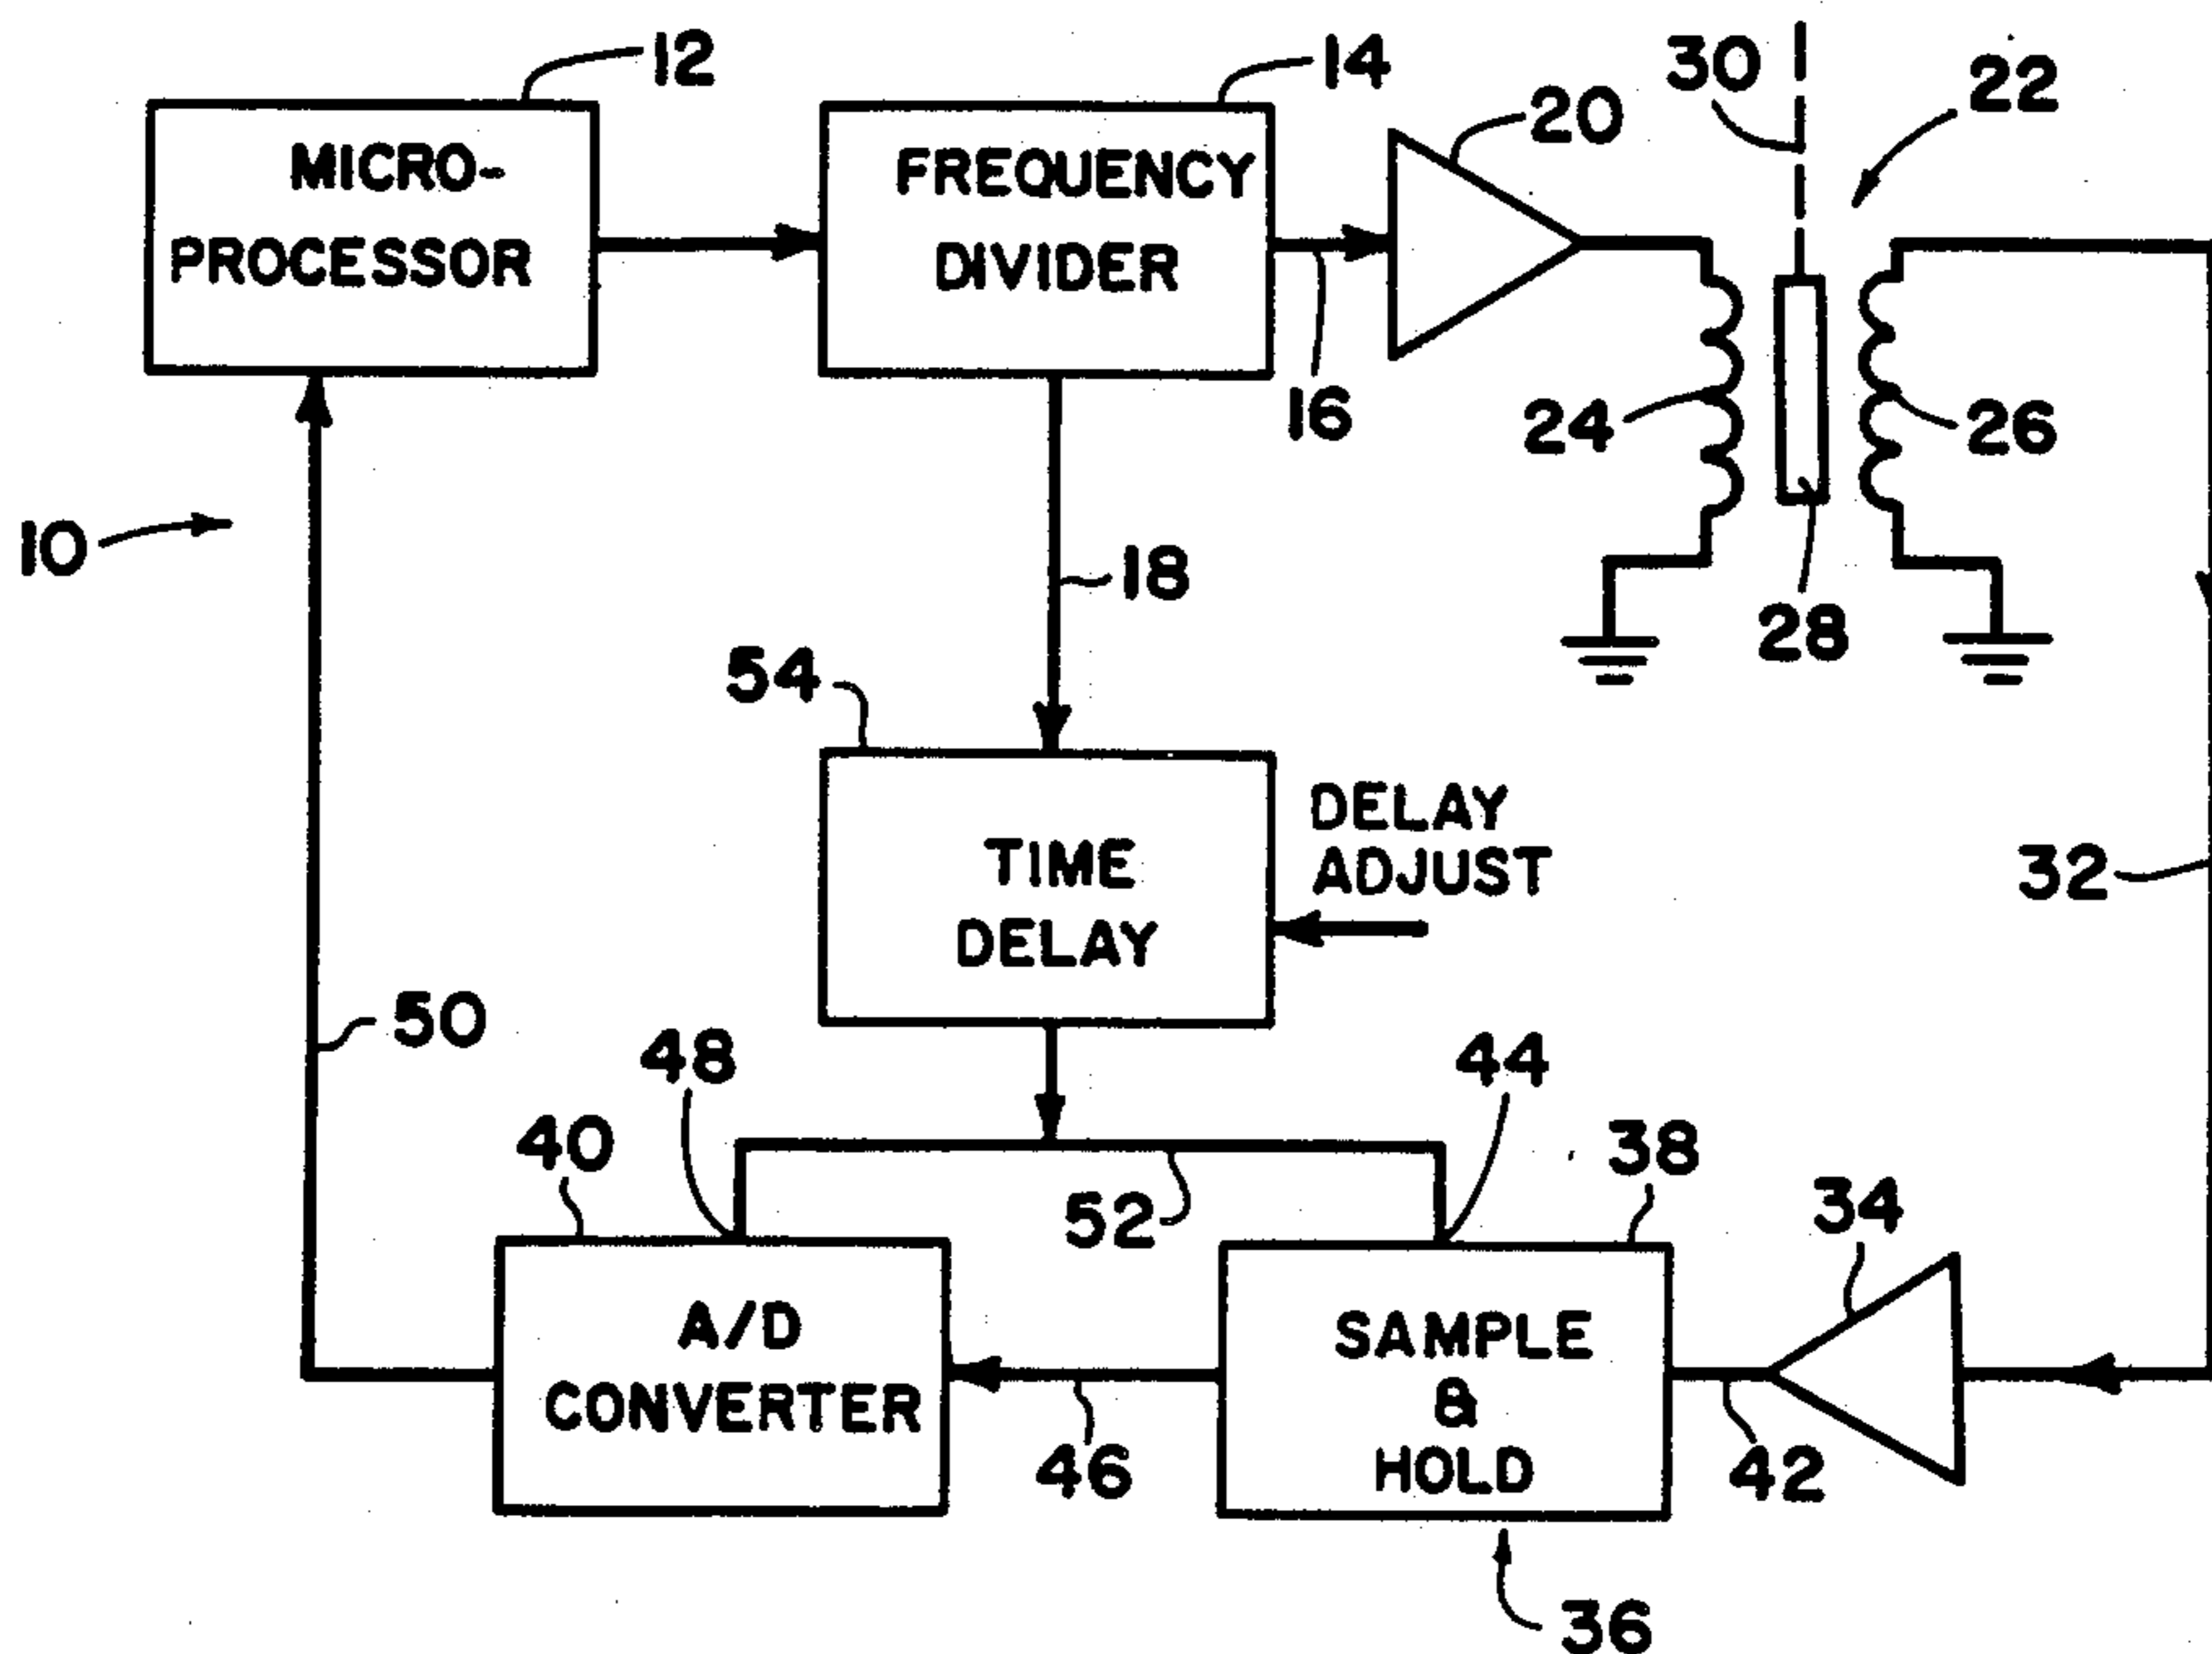 12
14
30
22
20
MICRO-
PROCESSOR
FREQUENCY
DIVIDER
16
24
26
10
18
28
54
DELAY
ADJUST
TIME
DELAY
32
50
48
44
40
38
52
34
A/D
CONVERTER
SAMPLE
&
HOLD
46
42
36